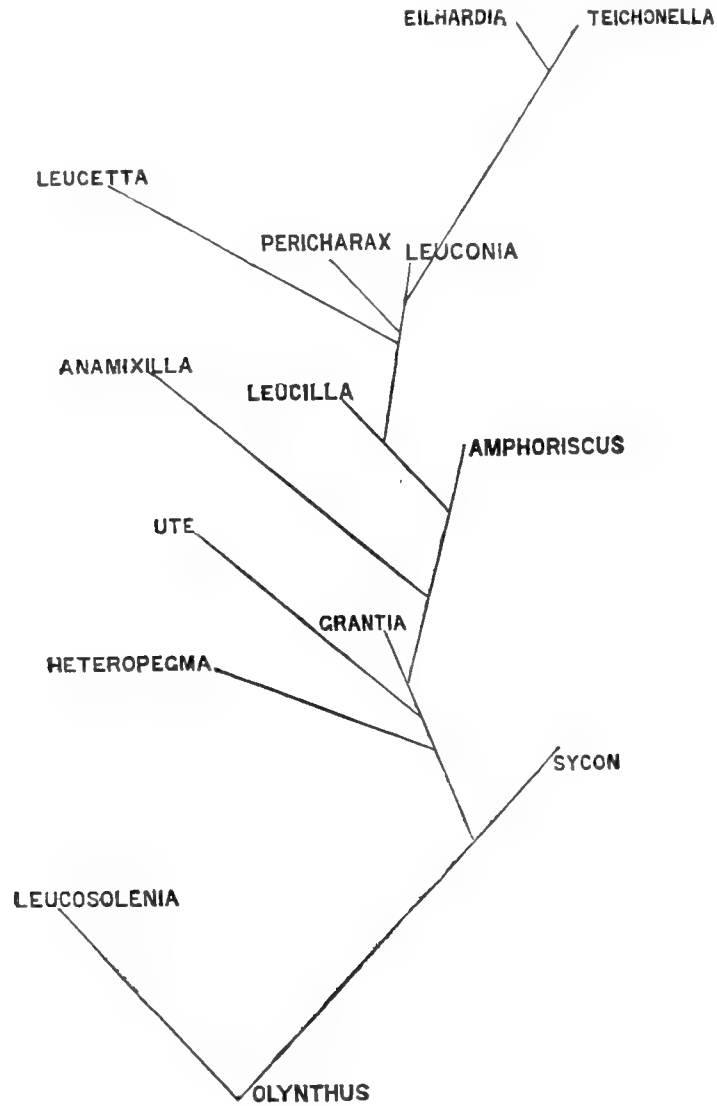 EILHARDIA TEICHONELLA
LEUCETTA
PERICHARAX LEUCONIA
ANAMIXILLA
LEUCILLA
AMPHORISCUS
UTE
GRANTIA
HETEROPEGMA
SYCON
LEUCOSOLENIA
OLYNTHUS